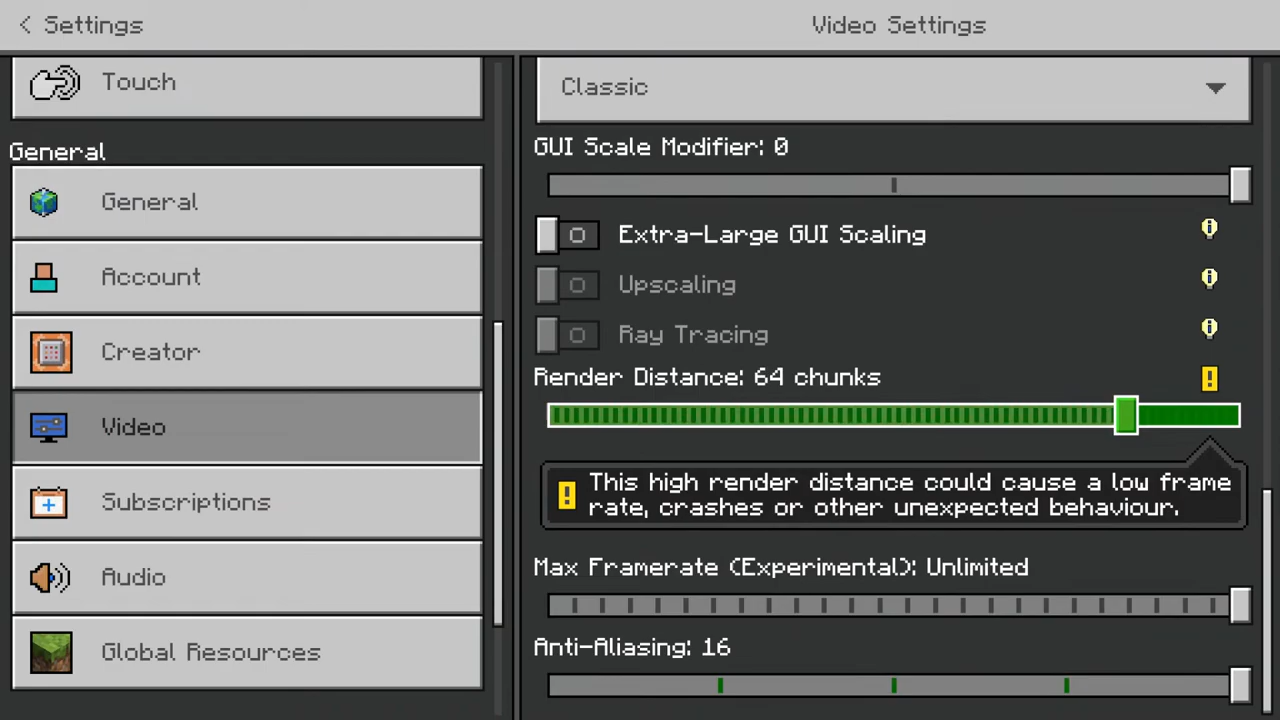 Settings
Video Settings
Touch
General
General
Account
Creator
Video
Subscriptions
Audio
Global Resources
Classic
GUI Scale Modifier: 0
Extra-Large GUI Scaling
Upscaling
Ray Tracing
Render Distance: 64 chunks
This high render distance could cause a low frame
rate, crashes or other unexpected behaviour.
Max Framerate (Experimental): Unlimited
Anti-Aliasing: 16